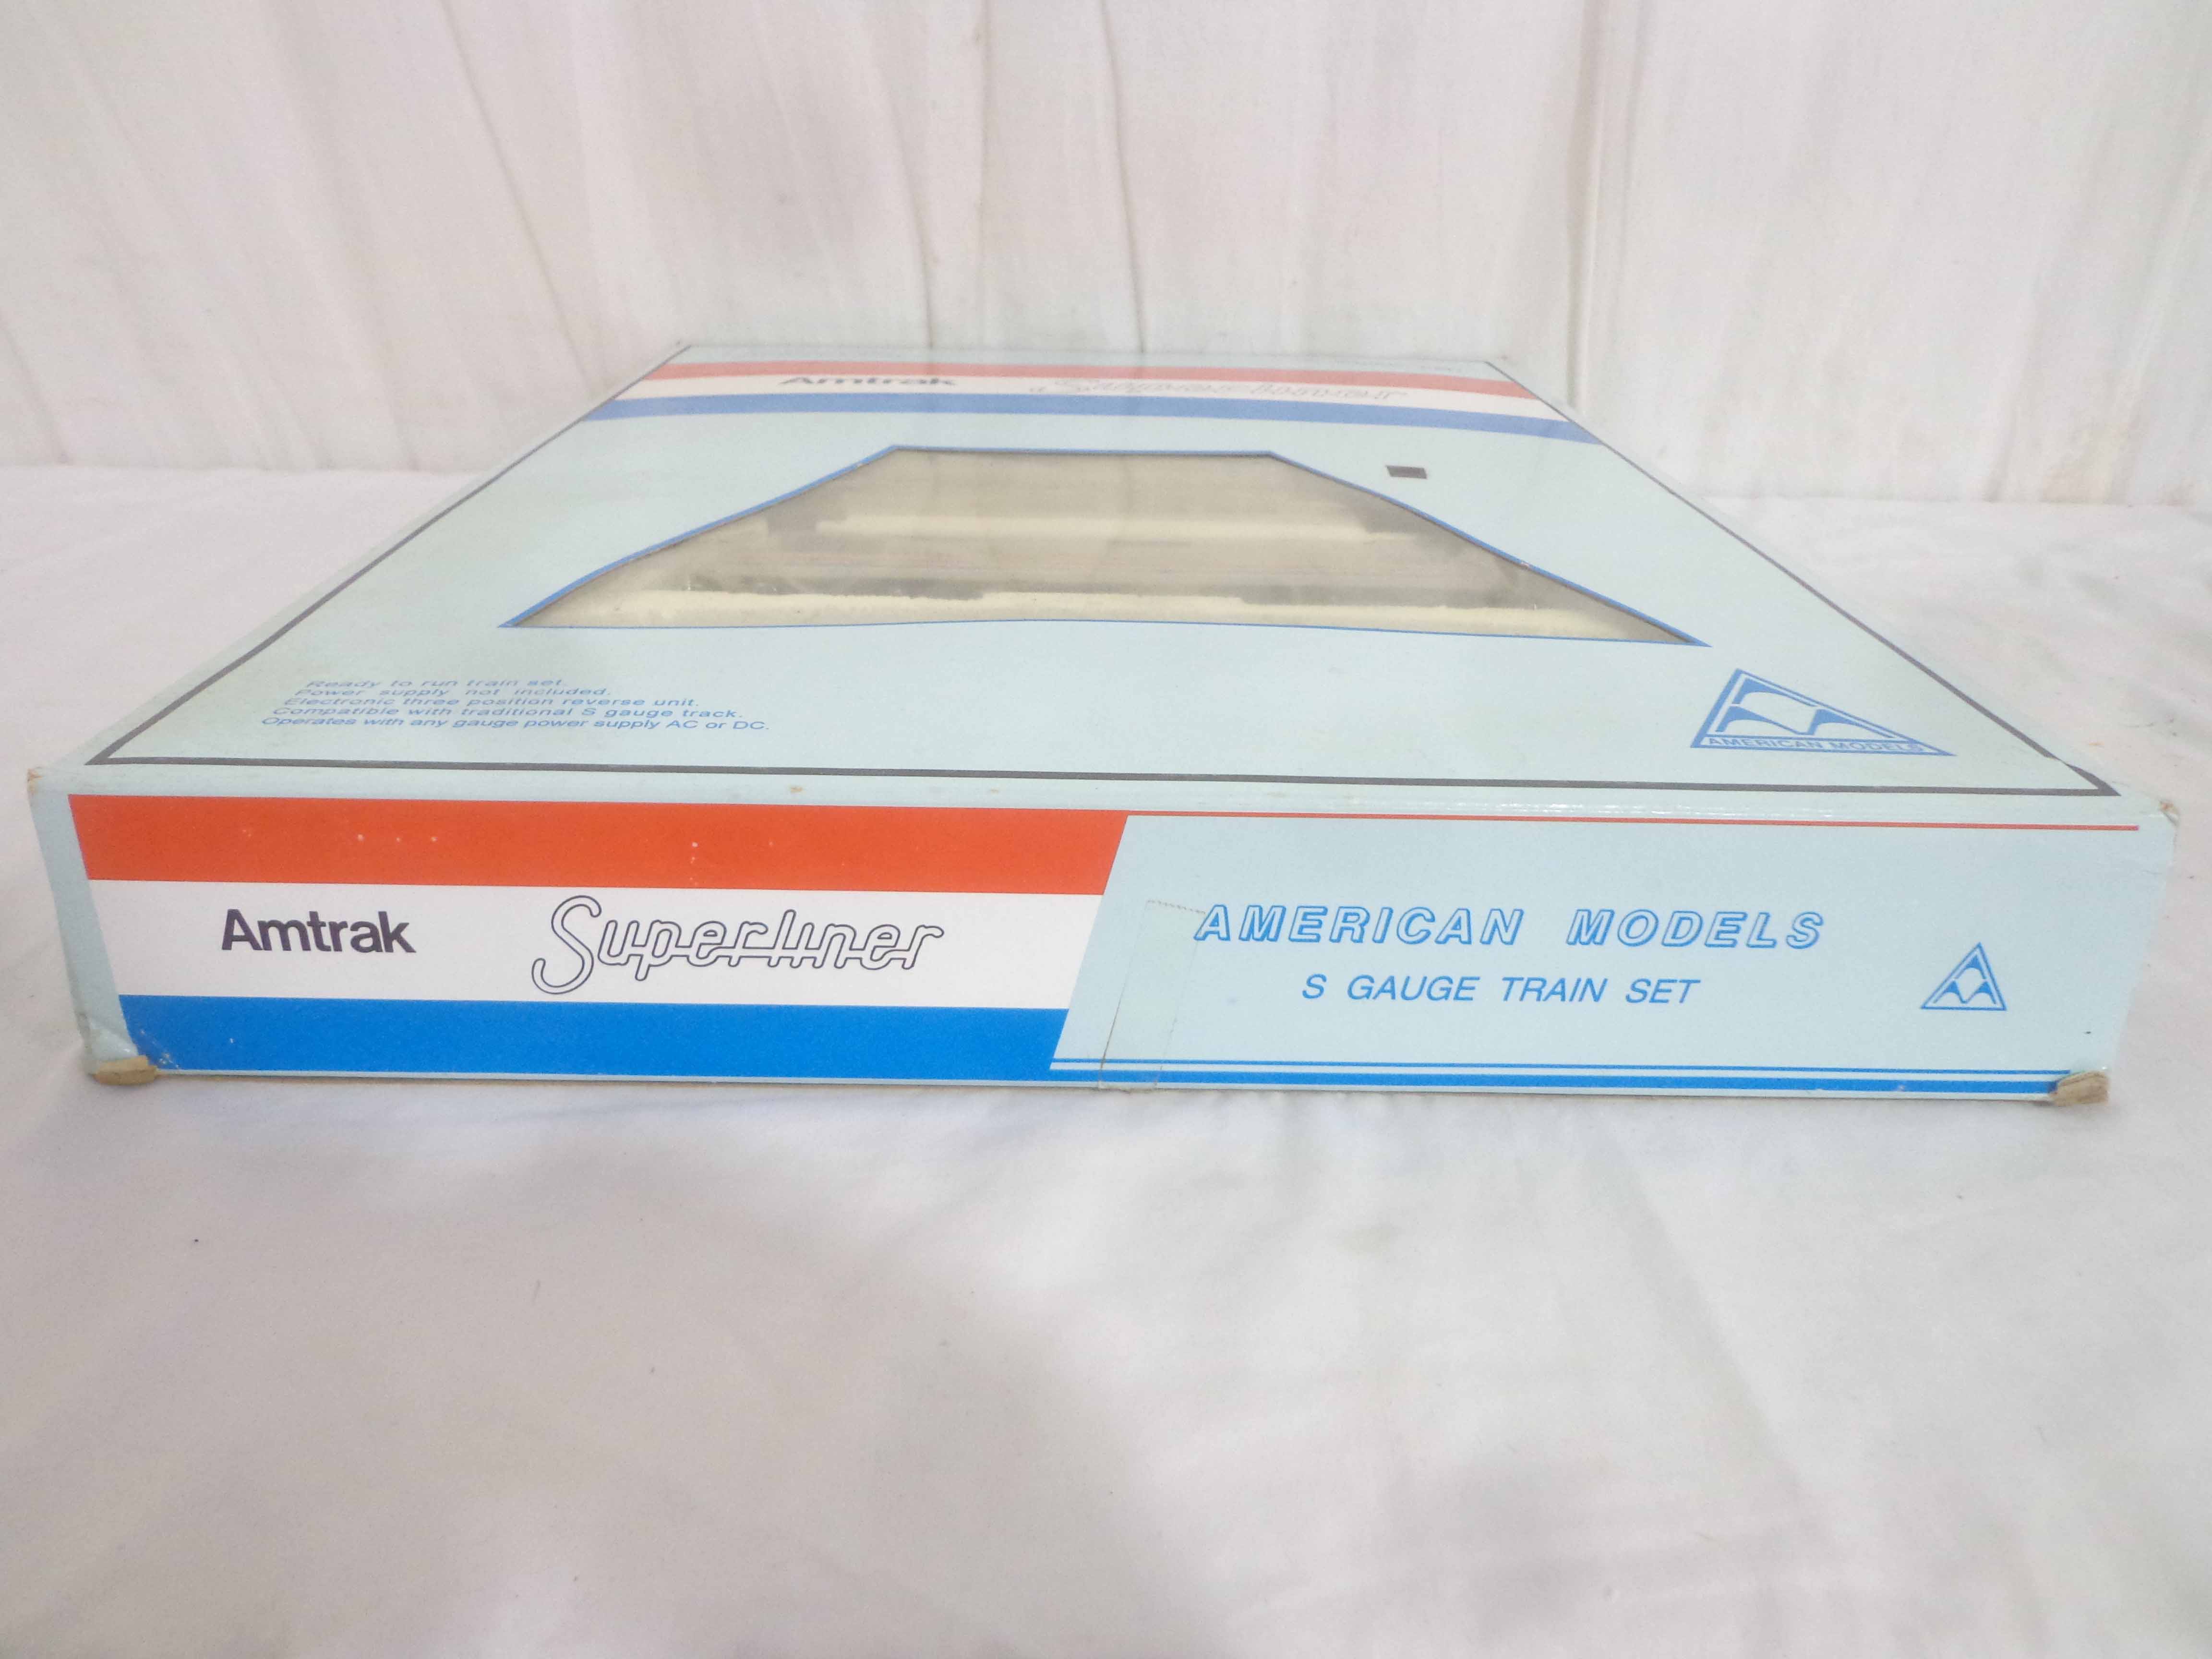 Amtrak Superliner
Ready to run train set.
Power supply not included.
Electronic three position reverse unit.
Compatible with traditional S gauge track.
Operates with any gauge power supply AC or DC.
AMERICAN MODELS
Amtrak Superliner
AMERICAN MODELS
S GAUGE TRAIN SET